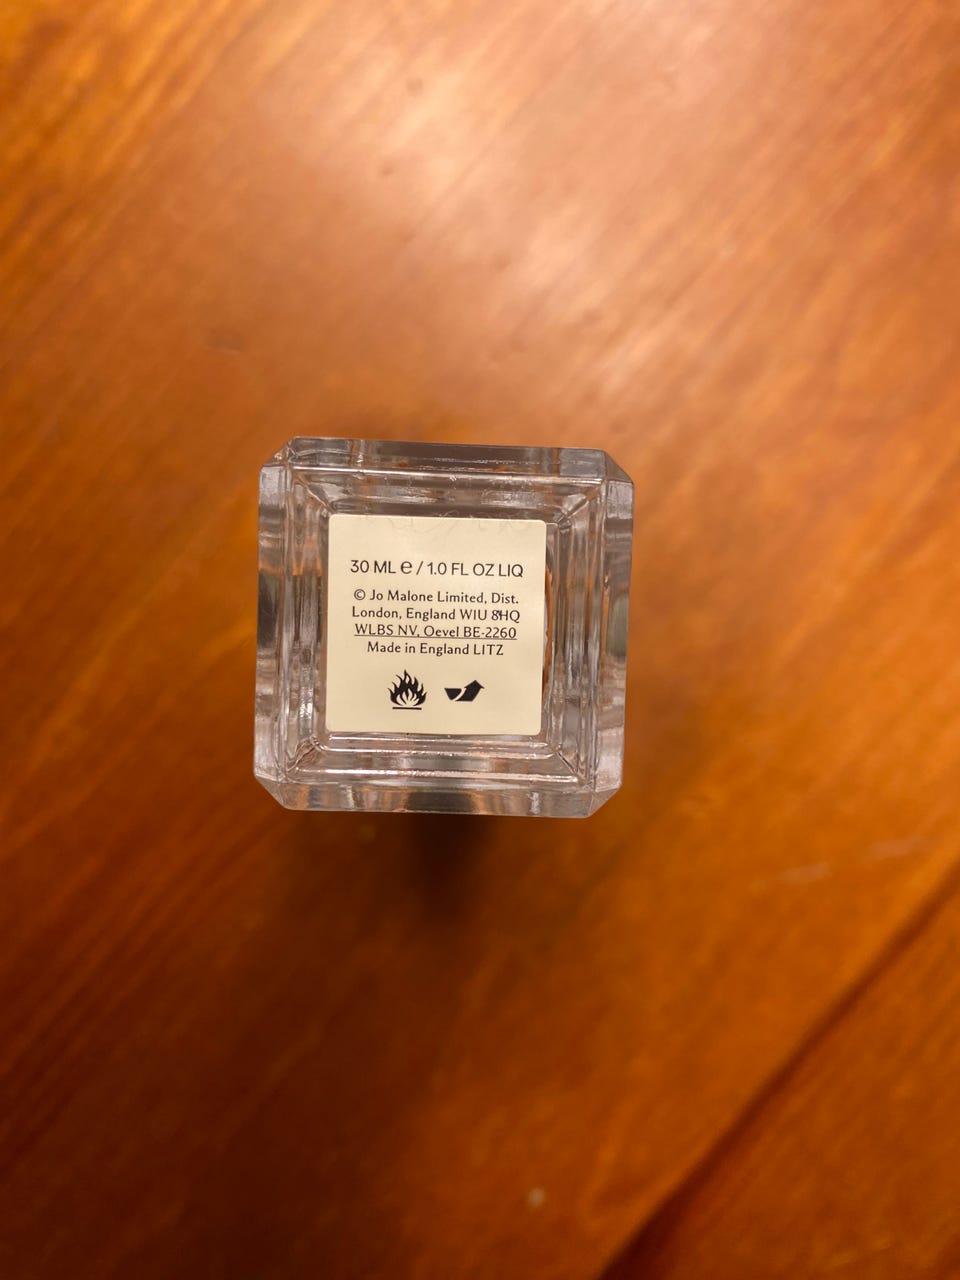 30 ML ℮ / 1.0 FL OZ LIQ
© Jo Malone Limited, Dist.
London, England W1U 8HQ
WLBS NV, Oevel BE-2260
Made in England LITZ